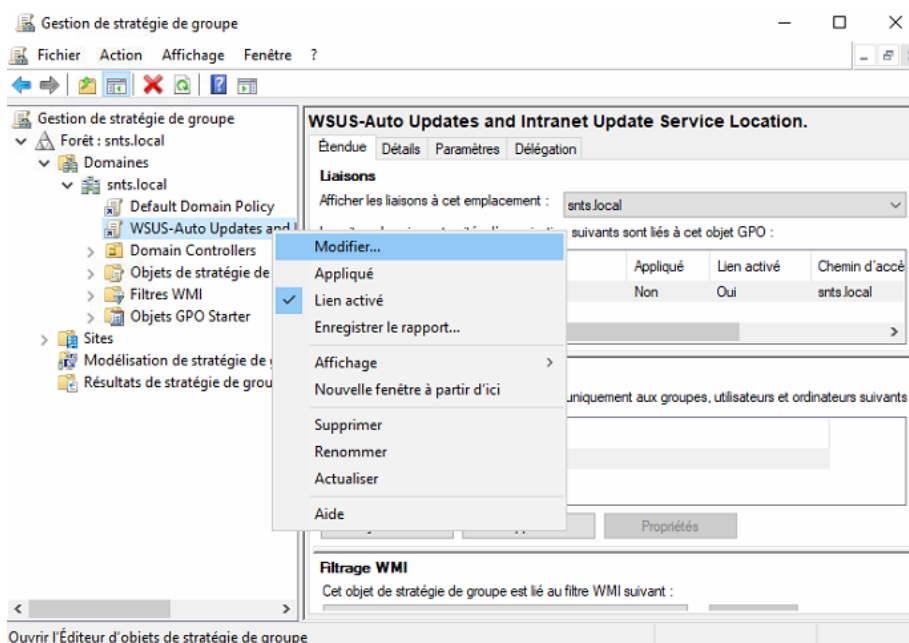 Gestion de stratégie de groupe
Fichier Action Affichage Fenêtre ?
Gestion de stratégie de groupe
Forêt : snts.local
Domaines
snts.local
Default Domain Policy
WSUS-Auto Updates and
Domain Controllers
Objets de stratégie de
Filtres WMI
Objets GPO Starter
Sites
Modélisation de stratégie de
Résultats de stratégie de grou
WSUS-Auto Updates and Intranet Update Service Location.
Étendue Détails Paramètres Délégation
Liaisons
Afficher les liaisons à cet emplacement : snts.local
suivants sont liés à cet objet GPO :
Appliqué Lien activé Chemin d'accè
Non Oui snts.local
uniquement aux groupes, utilisateurs et ordinateurs suivants
Propriétés
Filtrage WMI
Cet objet de stratégie de groupe est lié au filtre WMI suivant :
Modifier...
Appliqué
Lien activé
Enregistrer le rapport...
Affichage
Nouvelle fenêtre à partir d'ici
Supprimer
Renommer
Actualiser
Aide
Ouvrir l'Éditeur d'objets de stratégie de groupe